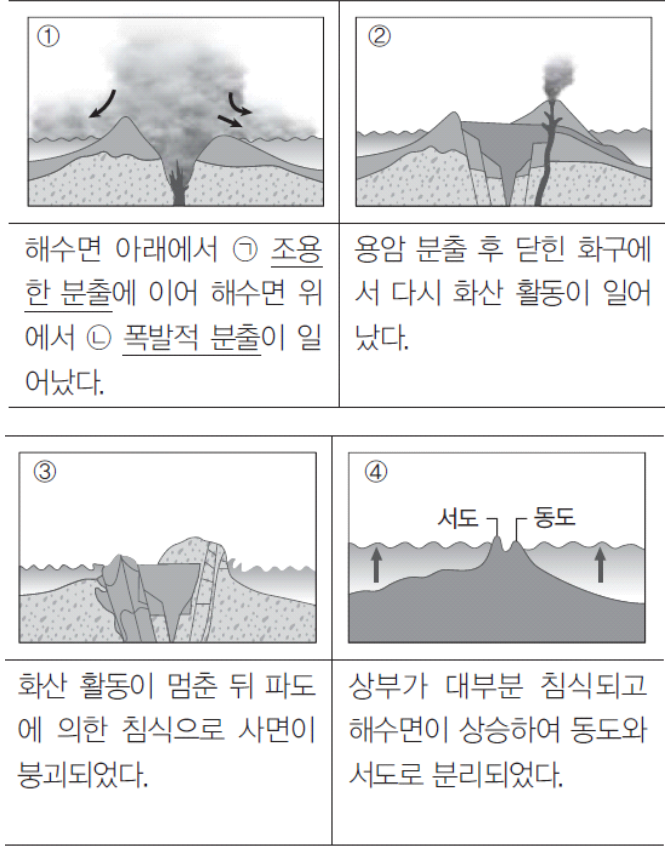 ①
②
해수면 아래에서 ㉠ 조용
한 분출에 이어 해수면 위
에서 ㉡ 폭발적 분출이 일
어났다.
용암 분출 후 닫힌 화구에
서 다시 화산 활동이 일어
났다.
③
④
서도
동도
화산 활동이 멈춘 뒤 파도
에 의한 침식으로 사면이
붕괴되었다.
상부가 대부분 침식되고
해수면이 상승하여 동도와
서도로 분리되었다.